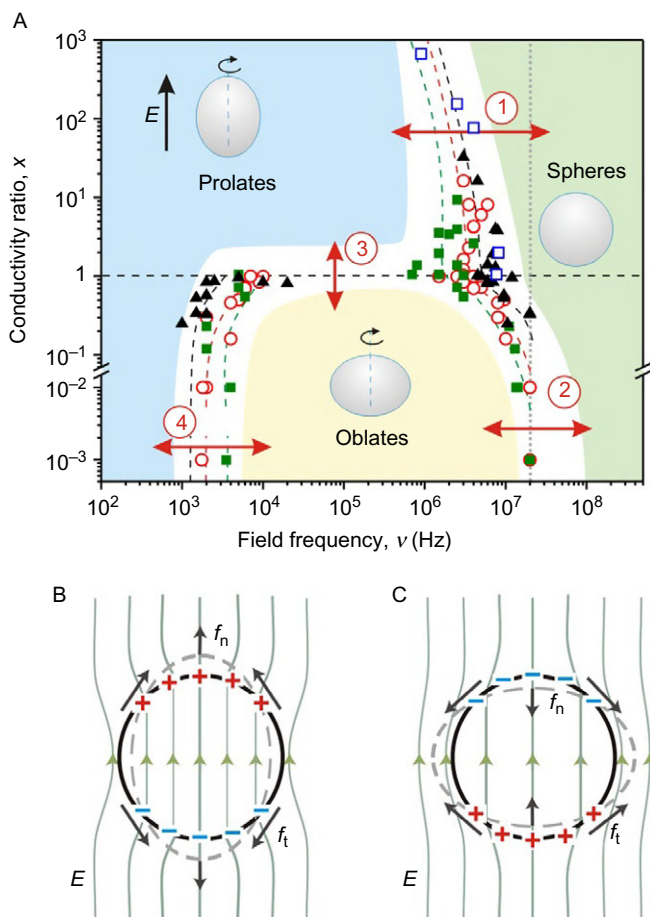 A
Conductivity ratio, x
10³
10²
10¹
1
10⁻¹
10⁻²
10⁻³
E
Prolates
1
Spheres
3
Oblates
2
4
10² 10³ 10⁴ 10⁵ 10⁶ 10⁷ 10⁸
Field frequency, ν (Hz)
B
C
fn
fn
+ + + + +
− − − − −
− − − − −
+ + + + +
ft
ft
E
E